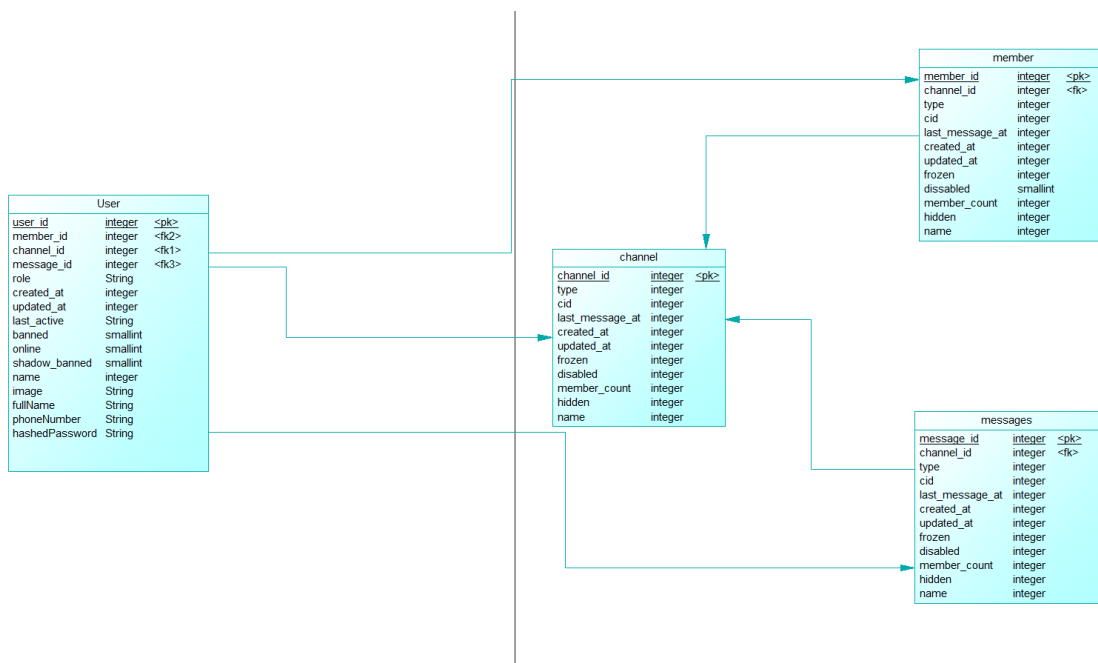 User
user_id integer <pk>
member_id integer <fk2>
channel_id integer <fk1>
message_id integer <fk3>
role String
created_at integer
updated_at integer
last_active String
banned smallint
online smallint
shadow_banned smallint
name integer
image String
fullName String
phoneNumber String
hashedPassword String
channel
channel_id integer <pk>
type integer
cid integer
last_message_at integer
created_at integer
updated_at integer
frozen integer
disabled integer
member_count integer
hidden integer
name integer
member
member_id integer <pk>
channel_id integer <fk>
type integer
cid integer
last_message_at integer
created_at integer
updated_at integer
frozen integer
dissabled smallint
member_count integer
hidden integer
name integer
messages
message_id integer <pk>
channel_id integer <fk>
type integer
cid integer
last_message_at integer
created_at integer
updated_at integer
frozen integer
disabled integer
member_count integer
hidden integer
name integer